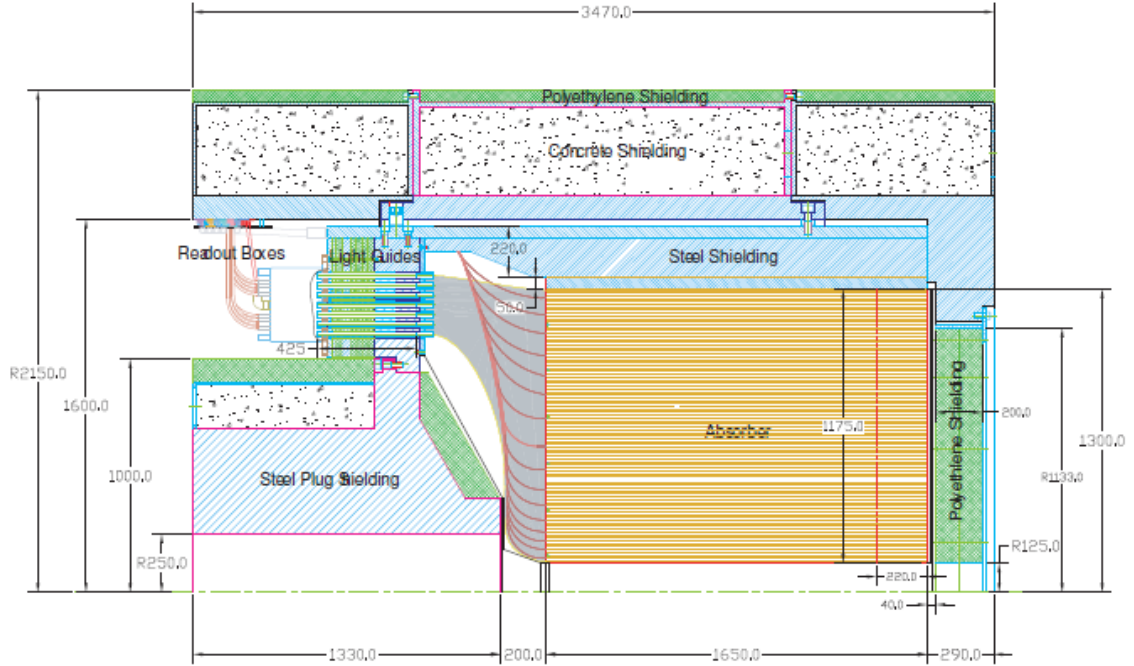 3470.0
Polyethylene Shielding
Concrete Shielding
Readout Boxes
Light Guides
220.0
Steel Shielding
50.0
425
R2150.0
1600.0
1000.0
Absorber
1175.0
200.0
1300.0
Polyethlene Shielding
R1133.0
Steel Plug Shielding
R250.0
R125.0
220.0
40.0
1330.0
200.0
1650.0
290.0